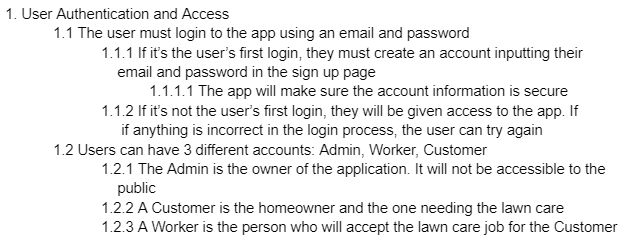 1. User Authentication and Access
1.1 The user must login to the app using an email and password
1.1.1 If it's the user's first login, they must create an account inputting their
email and password in the sign up page
1.1.1.1 The app will make sure the account information is secure
1.1.2 If it's not the user's first login, they will be given access to the app. If
if anything is incorrect in the login process, the user can try again
1.2 Users can have 3 different accounts: Admin, Worker, Customer
1.2.1 The Admin is the owner of the application. It will not be accessible to the
public
1.2.2 A Customer is the homeowner and the one needing the lawn care
1.2.3 A Worker is the person who will accept the lawn care job for the Customer